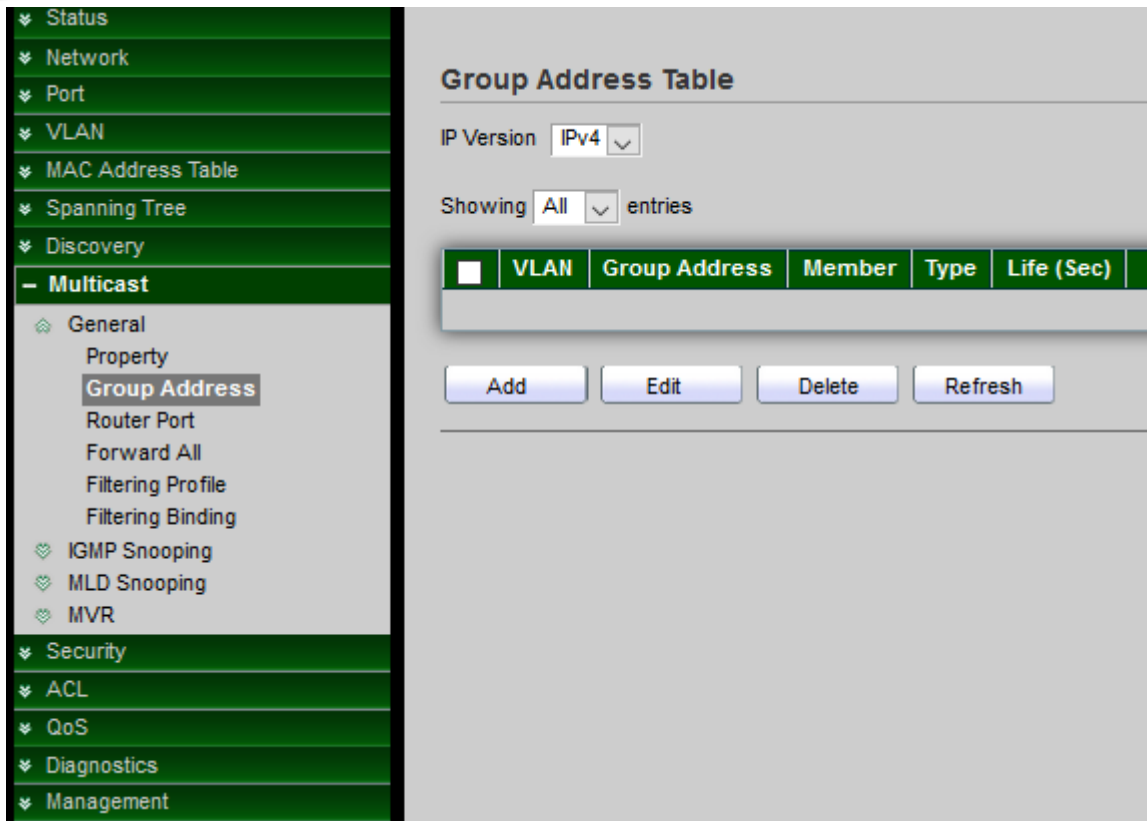 Status
Network
Port
VLAN
MAC Address Table
Spanning Tree
Discovery
Multicast
General
Property
Group Address
Router Port
Forward All
Filtering Profile
Filtering Binding
IGMP Snooping
MLD Snooping
MVR
Security
ACL
QoS
Diagnostics
Management
Group Address Table
IP Version IPv4
Showing All entries
VLAN Group Address Member Type Life (Sec)
Add Edit Delete Refresh